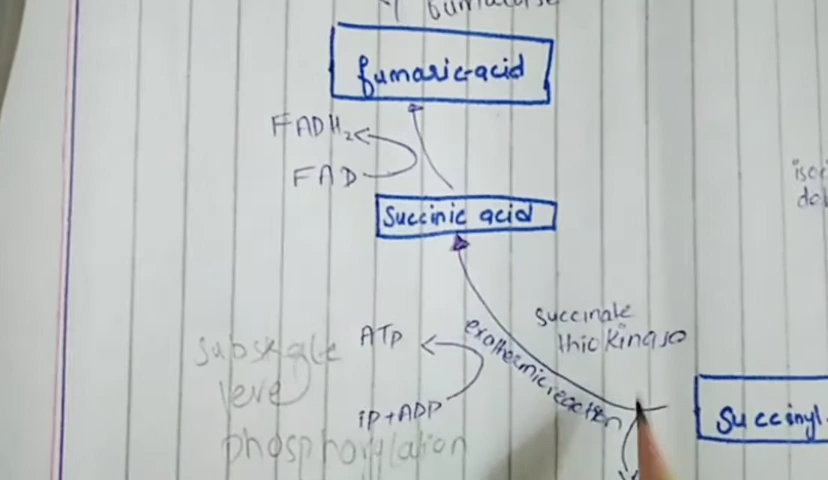 fumaric-acid
FADH₂
FAD
Succinic acid
succinate
thiokinase
exothermic reaction
ATP
substrate
level
phosphorylation
iP+ADP
Succinyl